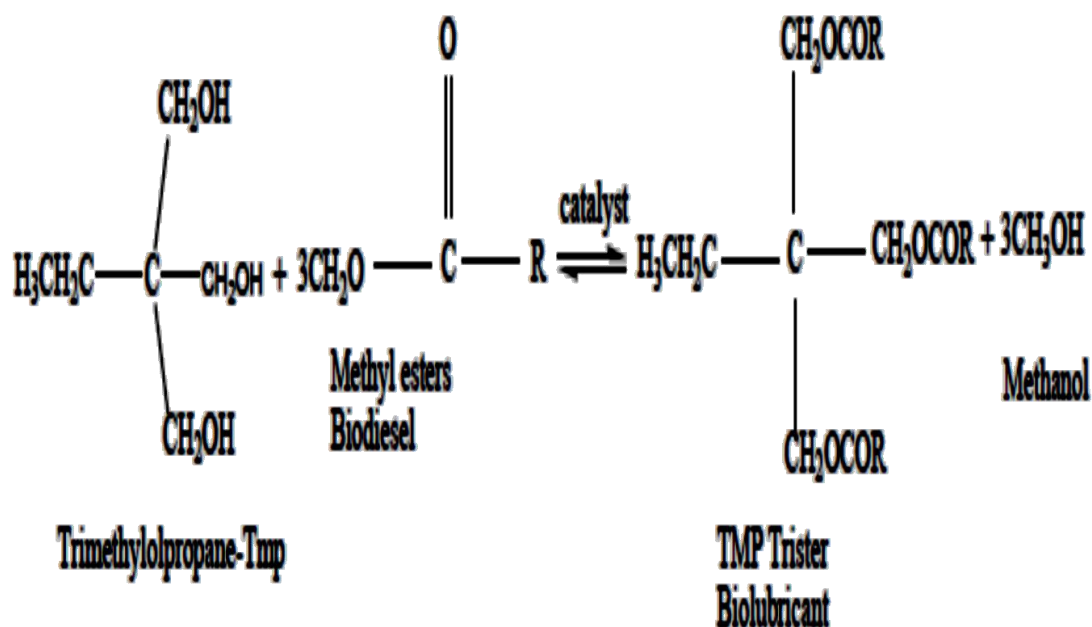 O
CH₂OCOR
CH₂OH
catalyst
H₃CH₂C C CH₂OH + 3CH₂O C R H₃CH₂C C CH₂OCOR + 3CH₃OH
Methyl esters
Biodiesel
Methanol
CH₂OH
CH₂OCOR
Trimethylolpropane-Tmp
TMP Trister
Biolubricant